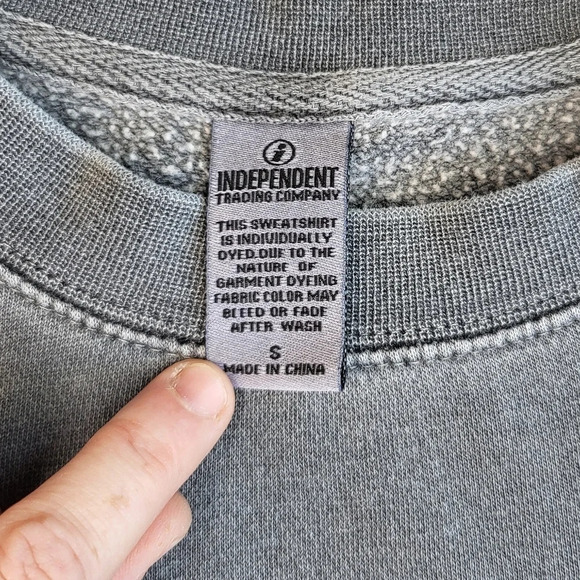 i
INDEPENDENT
TRADING COMPANY
THIS SWEATSHIRT
IS INDIVIDUALLY
DYED.DUE TO THE
NATURE OF
GARMENT DYEING
FABRIC COLOR MAY
BLEED OR FADE
AFTER WASH
S
MADE IN CHINA